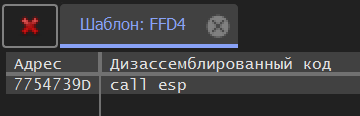 Шаблон: FFD4
Адрес Дизассемблированный код
7754739D call esp